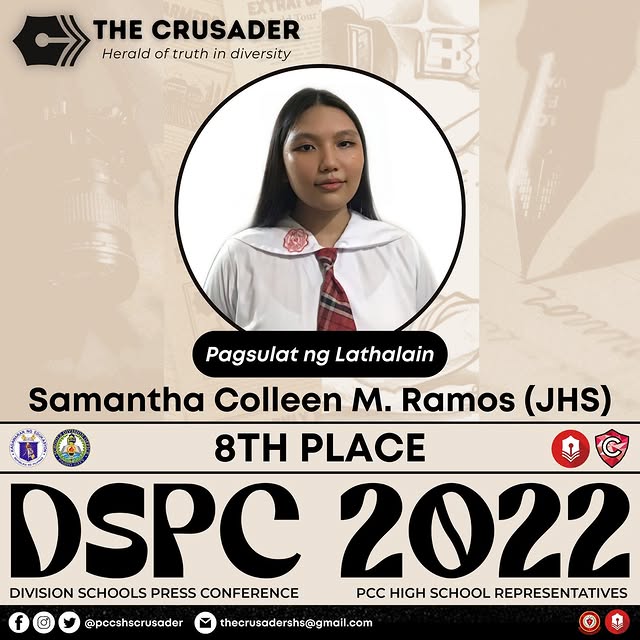 THE CRUSADER
Herald of truth in diversity
Pagsulat ng Lathalain
Samantha Colleen M. Ramos (JHS)
8TH PLACE
DSPC 2022
DIVISION SCHOOLS PRESS CONFERENCE
PCC HIGH SCHOOL REPRESENTATIVES
@pccshscrusader
thecrusadershs@gmail.com